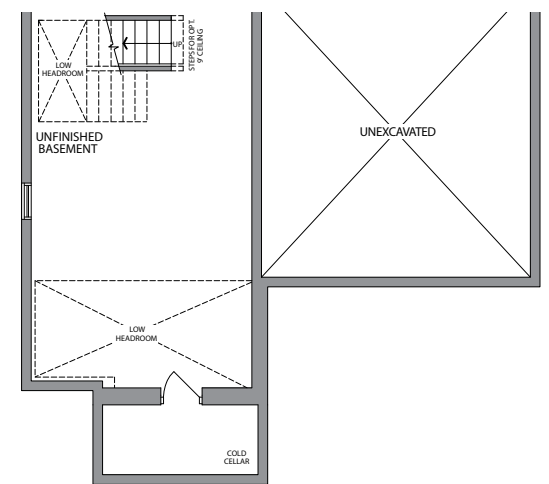 UP
STEPS FOR OPT.
9' CEILING
LOW
HEADROOM
UNFINISHED
BASEMENT
UNEXCAVATED
LOW
HEADROOM
COLD
CELLAR